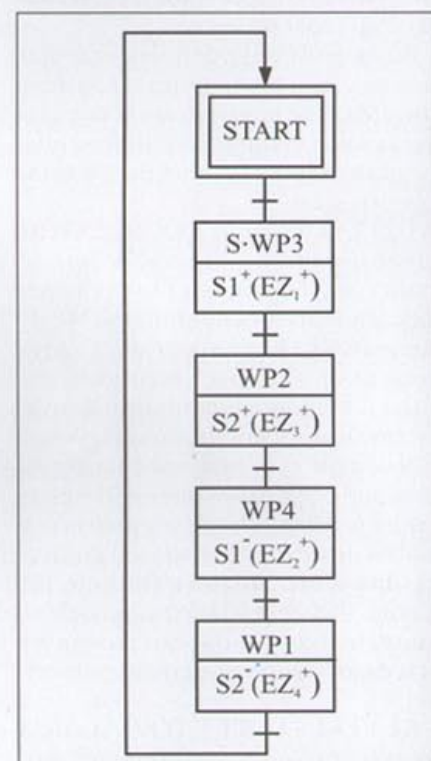 START
S·WP3
S1⁺(EZ₁⁺)
WP2
S2⁺(EZ₃⁺)
WP4
S1⁻(EZ₂⁺)
WP1
S2⁻(EZ₄⁺)